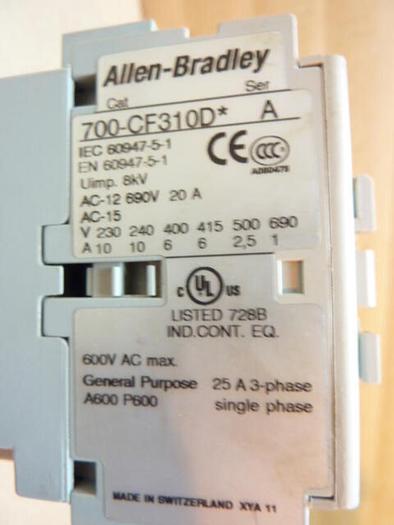 Allen-Bradley
Cat Ser
700-CF310D* A
IEC 60947-5-1
EN 60947-5-1
Uimp. 8kV
CE CCC
AC-12 690V 20 A
AC-15
V 230 240 400 415 500 690
A 10 10 6 6 2,5 1
c UL US
LISTED 728B
IND.CONT. EQ.
600V AC max.
General Purpose 25 A 3-phase
A600 P600 single phase
MADE IN SWITZERLAND XYA 11